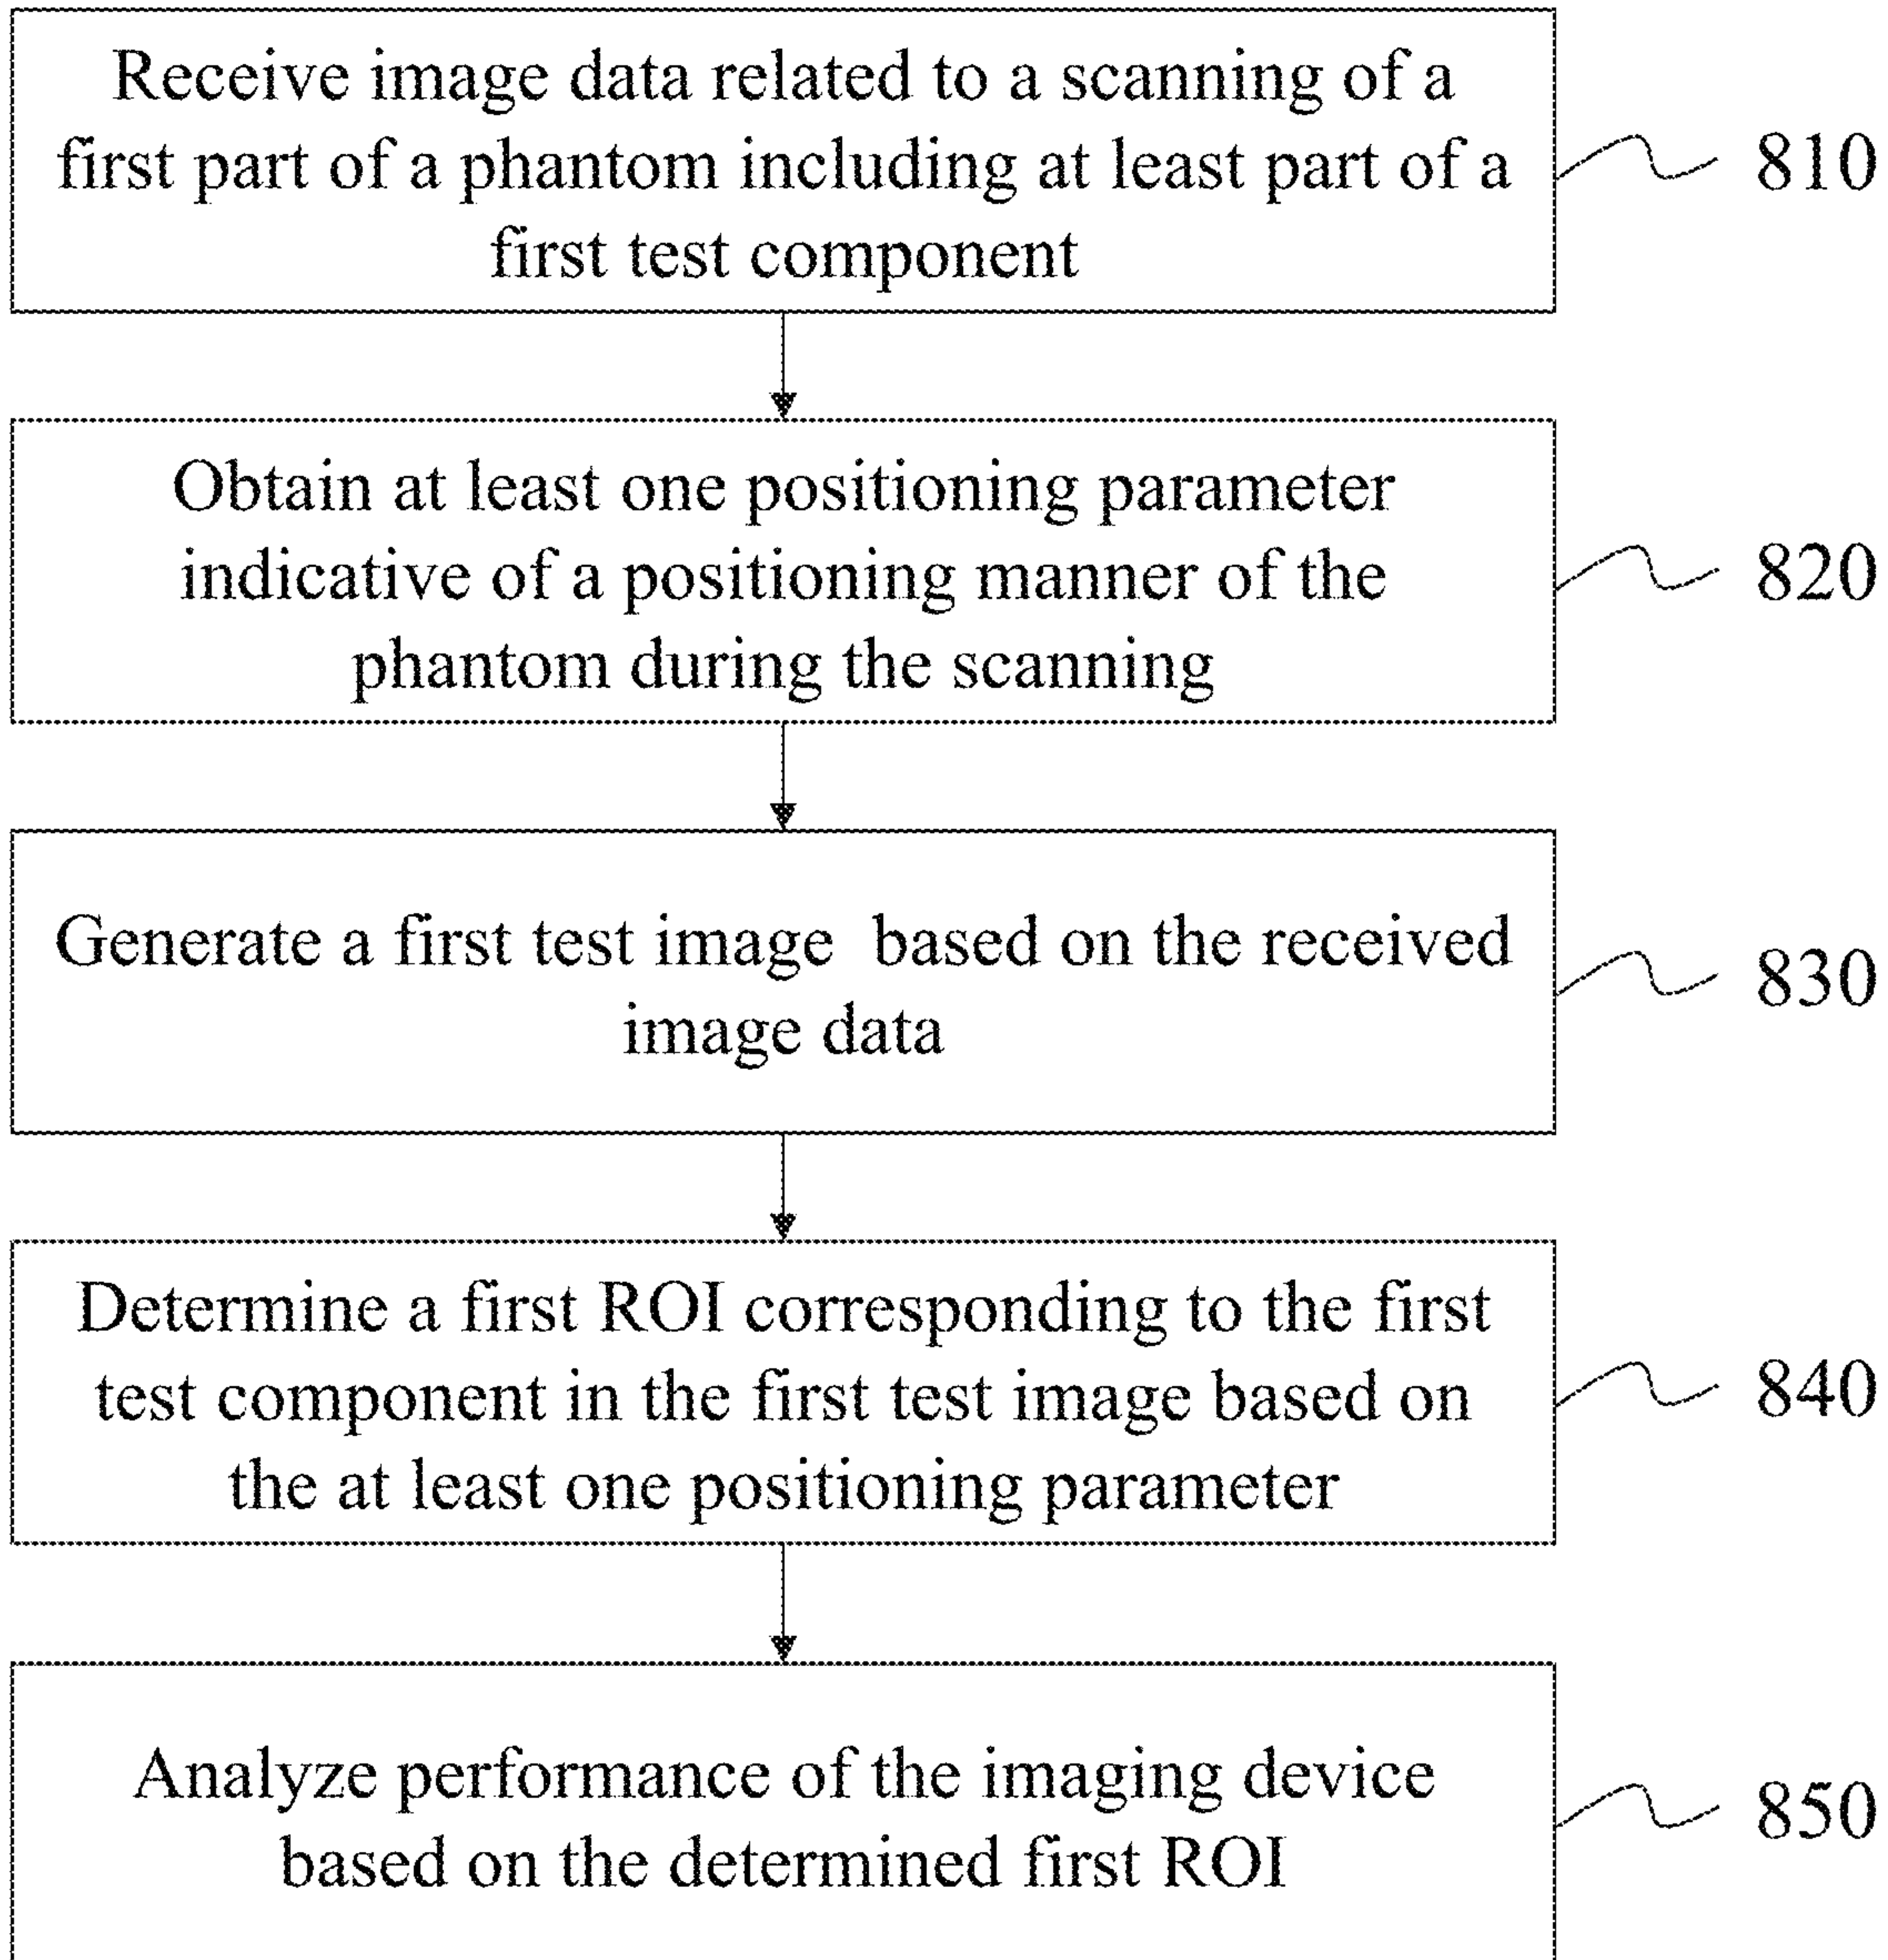 Receive image data related to a scanning of a
first part of a phantom including at least part of a
first test component
810
Obtain at least one positioning parameter
indicative of a positioning manner of the
phantom during the scanning
820
Generate a first test image based on the received
image data
830
Determine a first ROI corresponding to the first
test component in the first test image based on
the at least one positioning parameter
840
Analyze performance of the imaging device
based on the determined first ROI
850